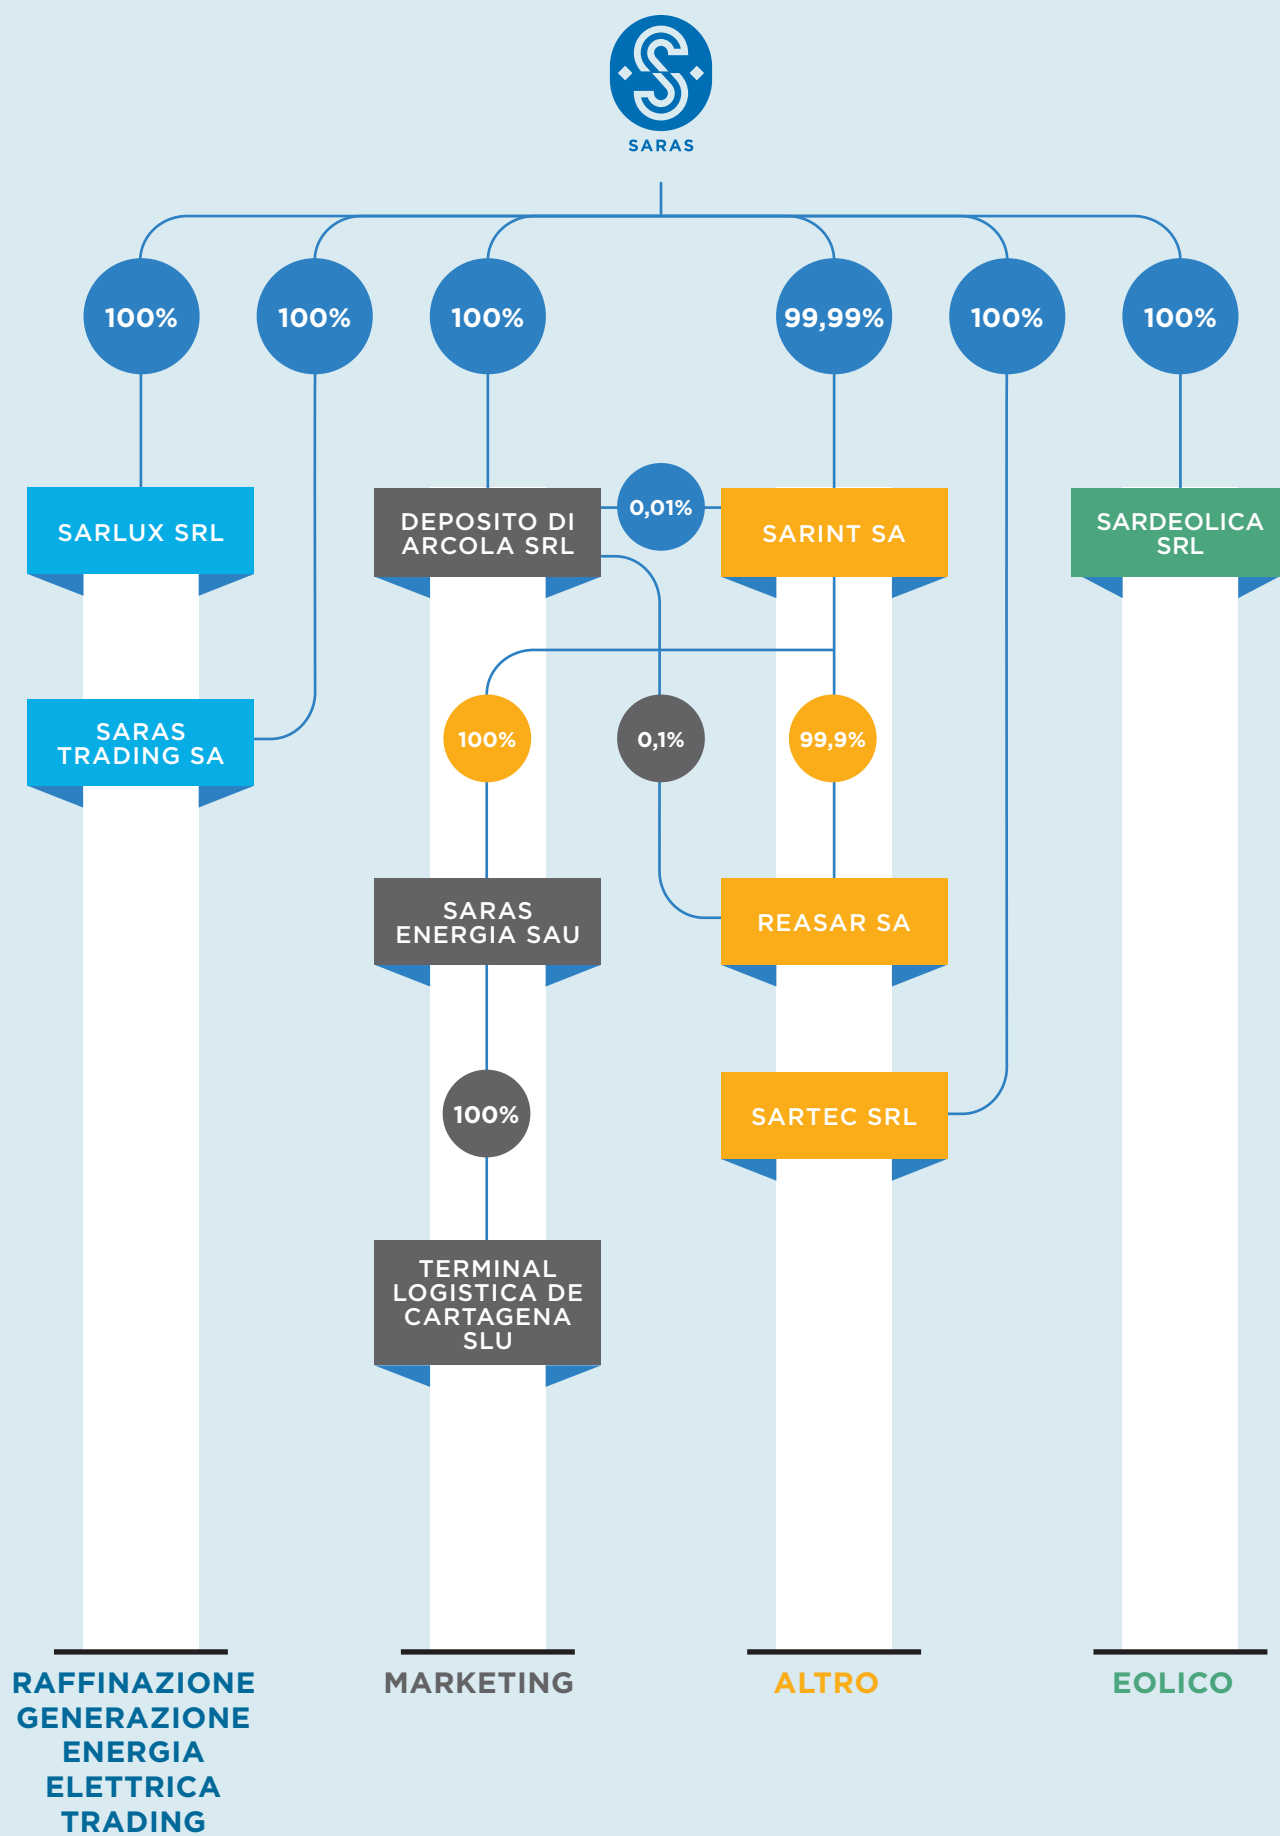 SARAS
100%
100%
100%
99,99%
100%
100%
SARLUX SRL
DEPOSITO DI
ARCOLA SRL
0,01%
SARINT SA
SARDEOLICA
SRL
SARAS
TRADING SA
100%
0,1%
99,9%
SARAS
ENERGIA SAU
REASAR SA
100%
SARTEC SRL
TERMINAL
LOGISTICA DE
CARTAGENA
SLU
RAFFINAZIONE
GENERAZIONE
ENERGIA
ELETTRICA
TRADING
MARKETING
ALTRO
EOLICO